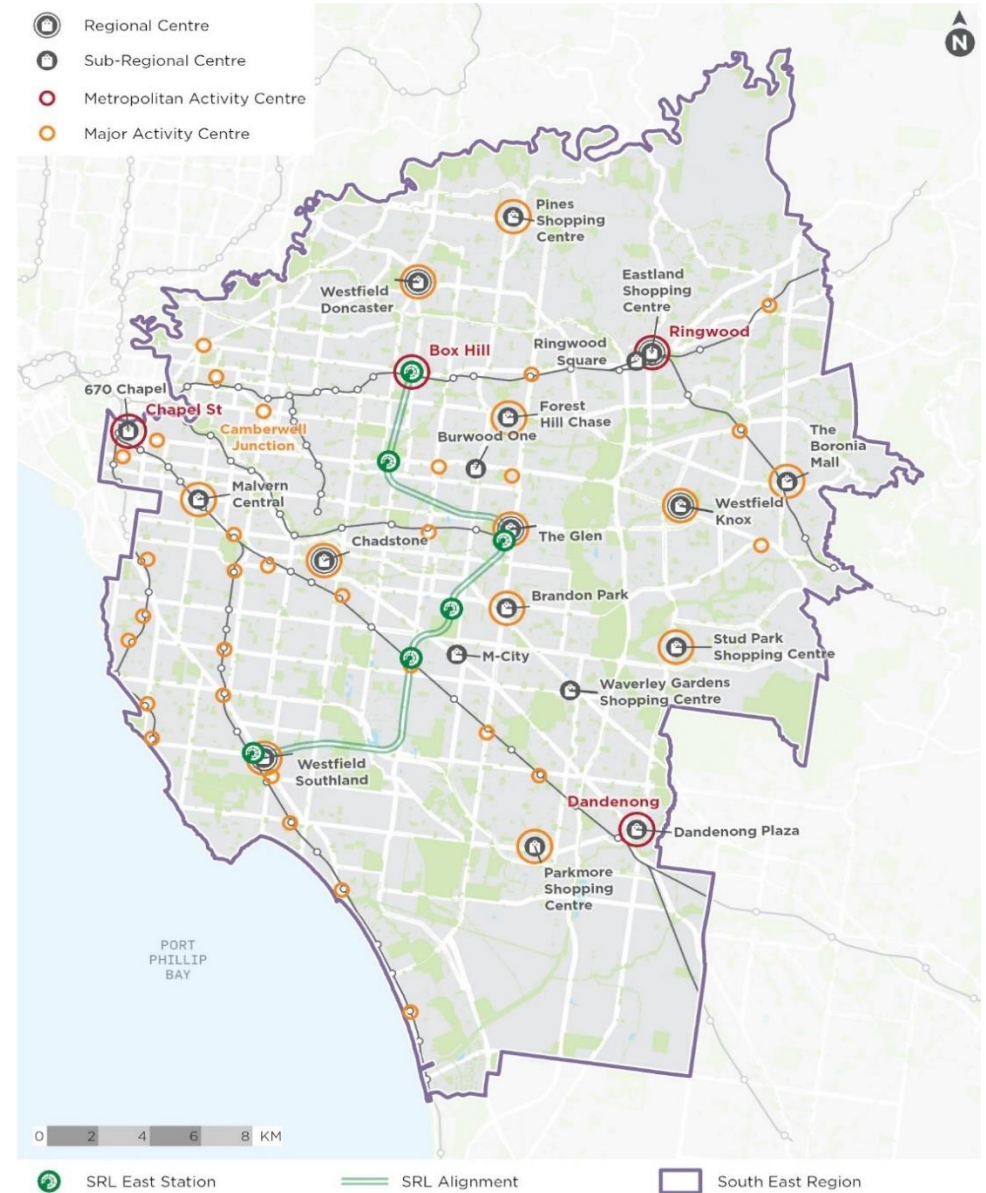 Regional Centre
Sub-Regional Centre
Metropolitan Activity Centre
Major Activity Centre
N
Pines
Shopping
Centre
Westfield
Doncaster
Eastland
Shopping
Centre
Ringwood
Ringwood
Square
Box Hill
670 Chapel
Chapel St
Camberwell
Junction
Forest
Hill Chase
Burwood One
The
Boronia
Mall
Malvern
Central
Westfield
Knox
Chadstone
The Glen
Brandon Park
Stud Park
Shopping Centre
M-City
Waverley Gardens
Shopping Centre
Westfield
Southland
Dandenong
Dandenong Plaza
Parkmore
Shopping
Centre
PORT
PHILLIP
BAY
0 2 4 6 8 KM
SRL East Station
SRL Alignment
South East Region